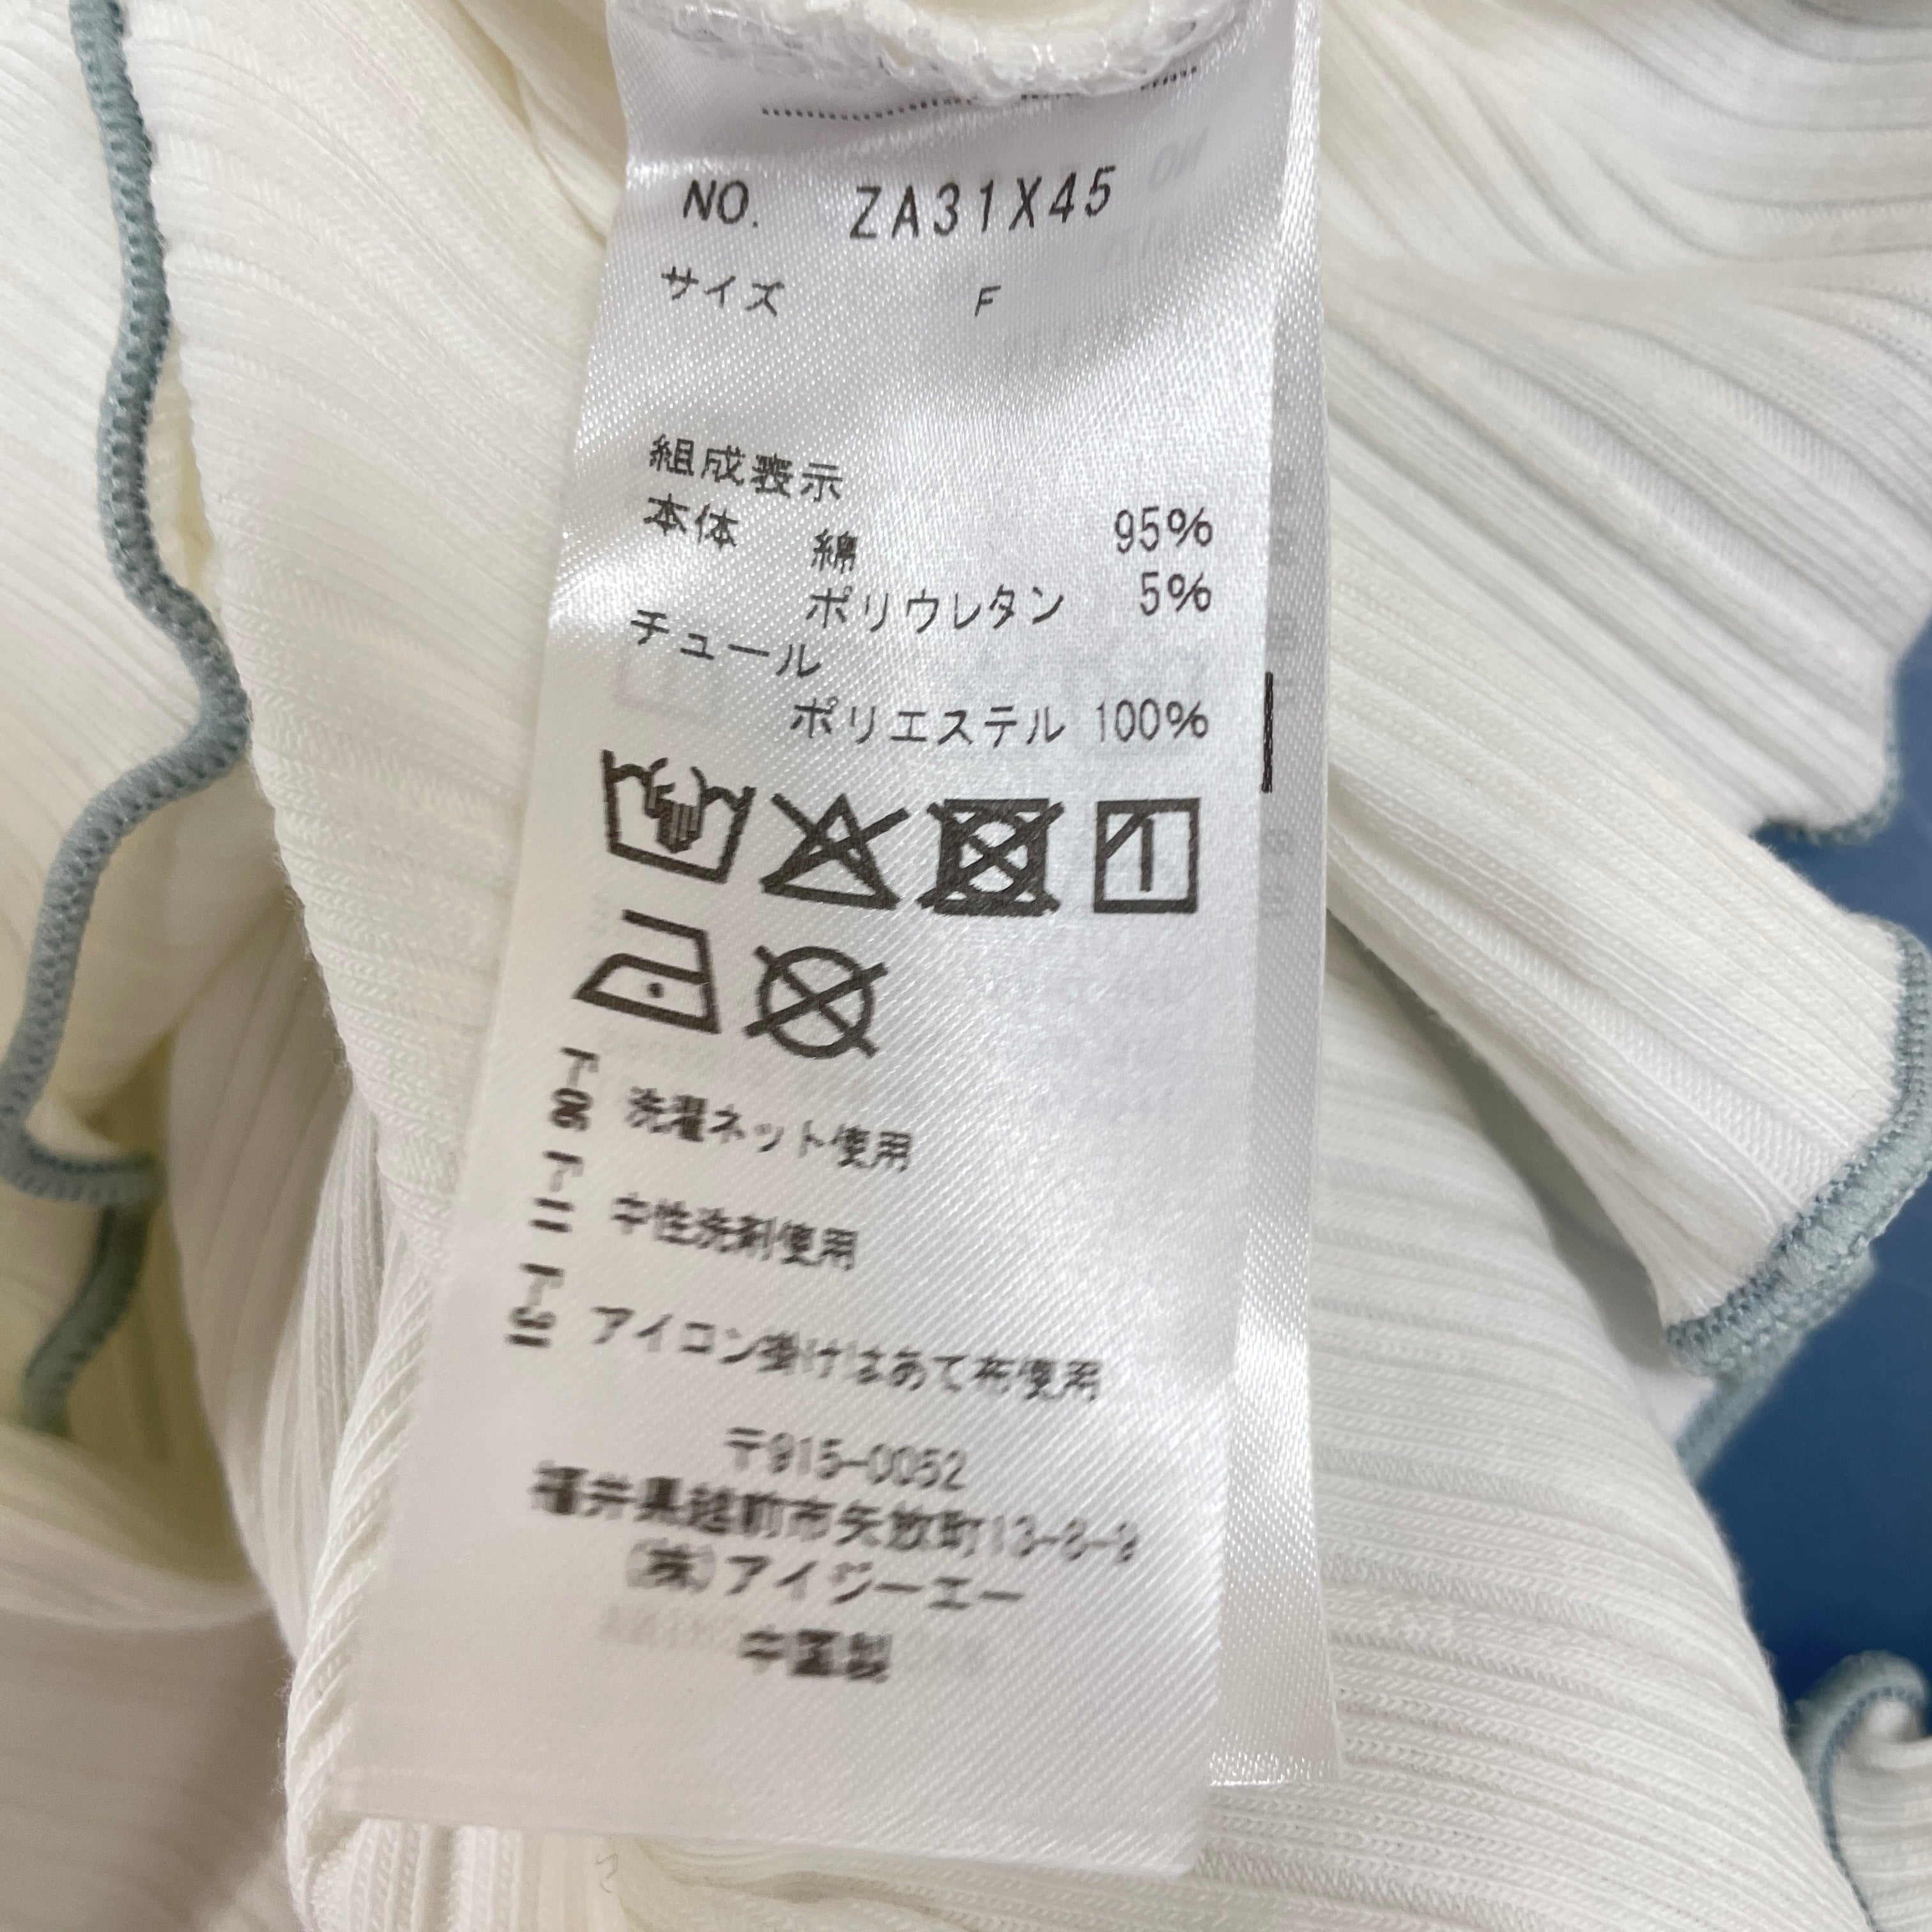 NO. ZA31X45
サイズ F
組成表示
本体 綿 95%
ポリウレタン 5%
チュール
ポリエステル 100%
洗濯ネット使用
中性洗剤使用
アイロン掛けはあて布使用
〒915-0052
福井県越前市矢放町13-8-9
(株)アイジーエー
中国製